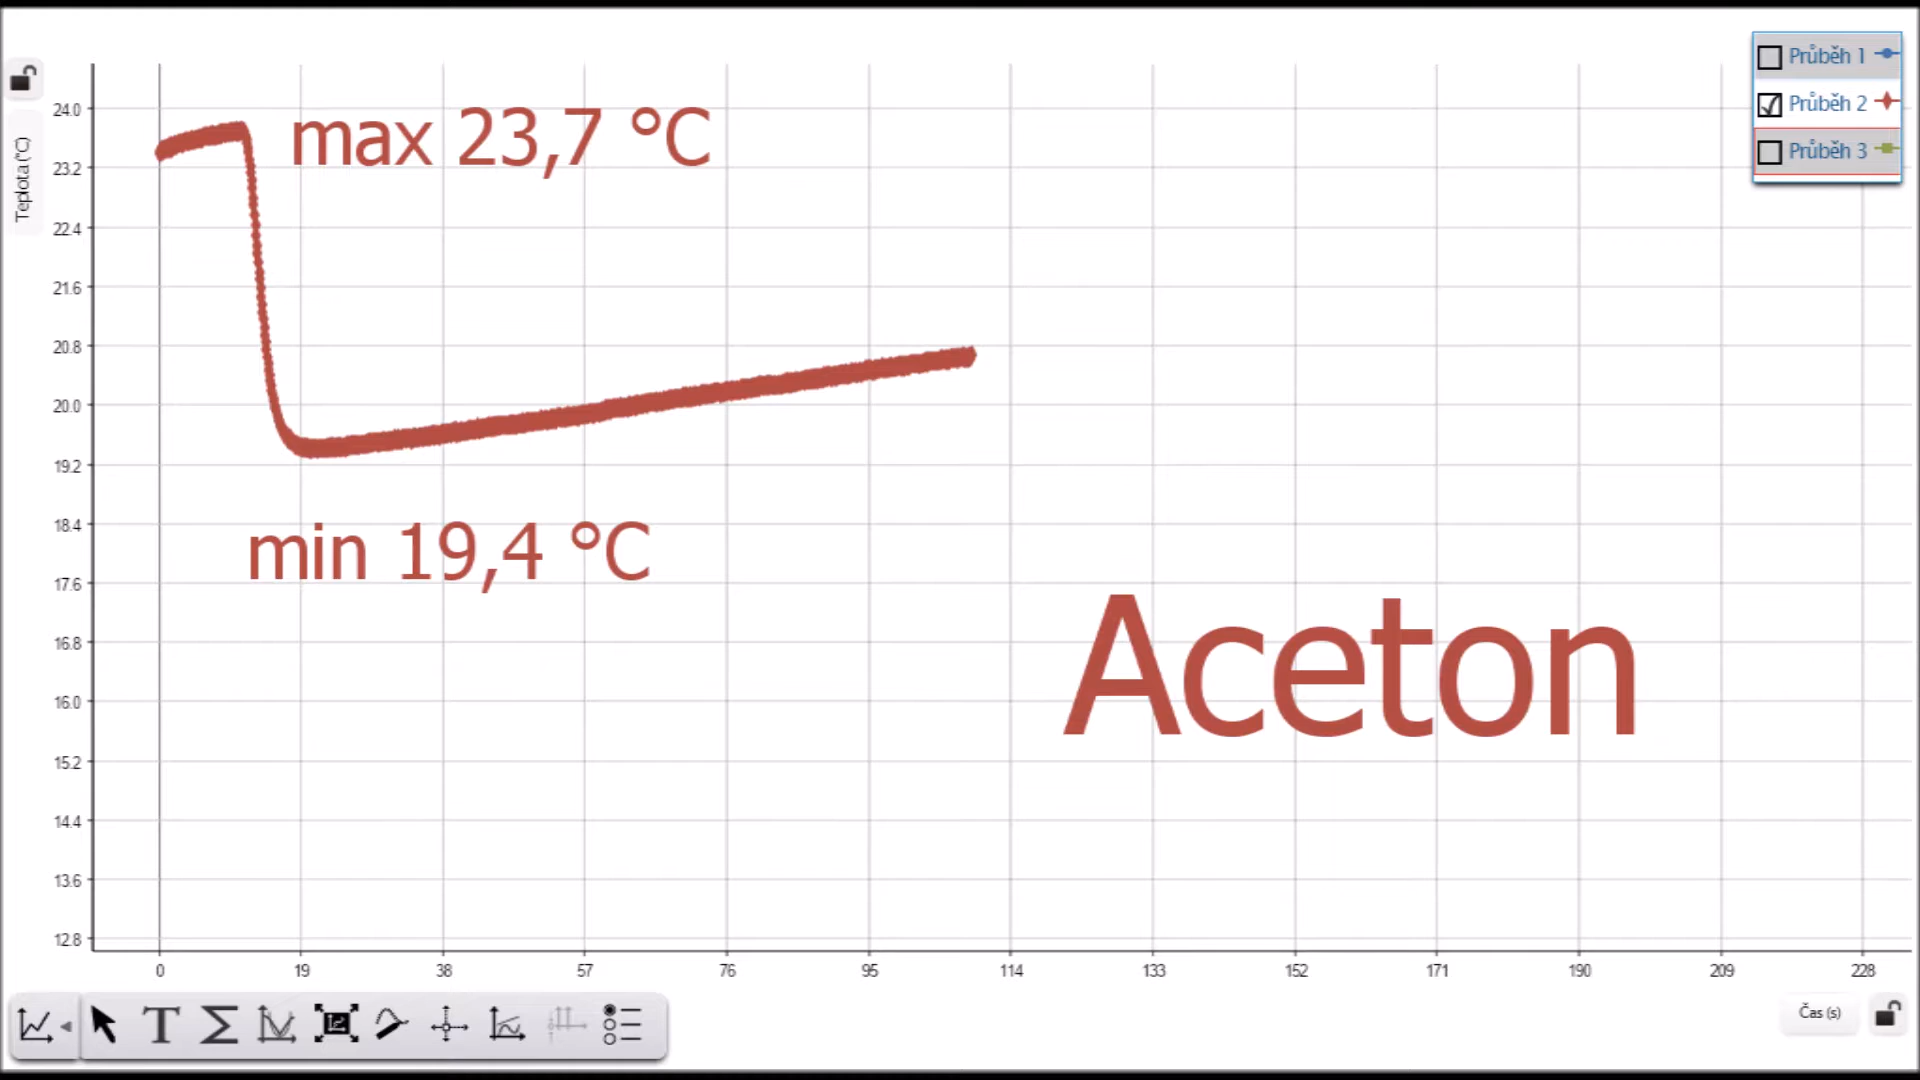 Průběh 1
Průběh 2
Průběh 3
Teplota (°C)
24.0
23.2
22.4
21.6
20.8
20.0
19.2
18.4
17.6
16.8
16.0
15.2
14.4
13.6
12.8
max 23,7 °C
min 19,4 °C
Aceton
0 19 38 57 76 95 114 133 152 171 190 209 228
Čas (s)
T Σ